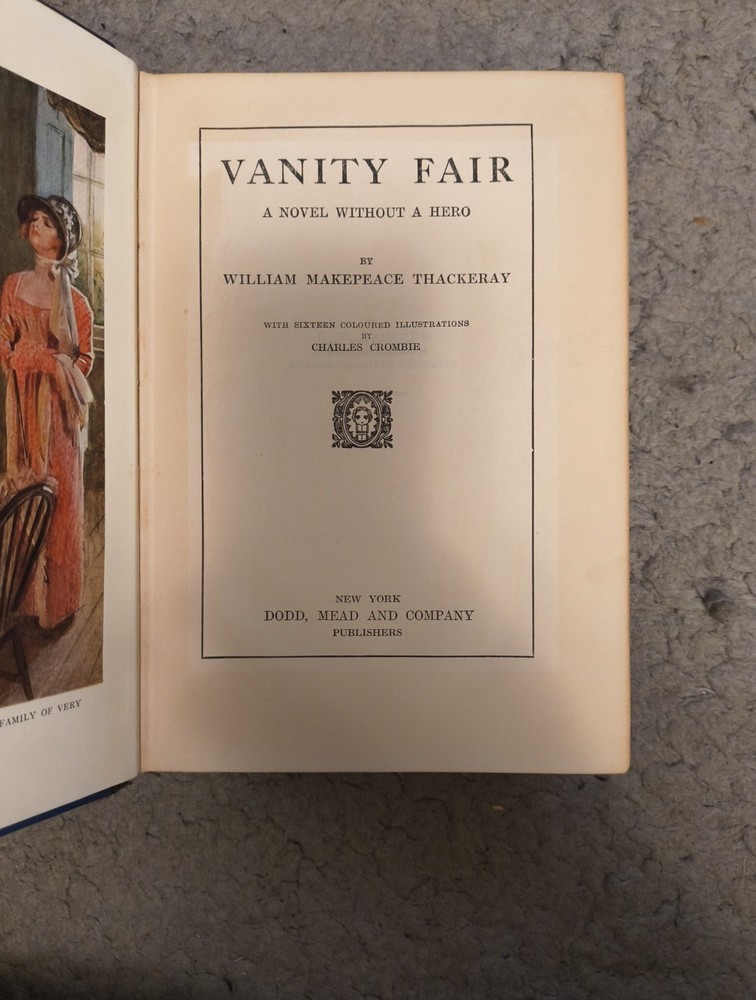 FAMILY OF VERY
VANITY FAIR
A NOVEL WITHOUT A HERO
BY
WILLIAM MAKEPEACE THACKERAY
WITH SIXTEEN COLOURED ILLUSTRATIONS
BY
CHARLES CROMBIE
NEW YORK
DODD, MEAD AND COMPANY
PUBLISHERS